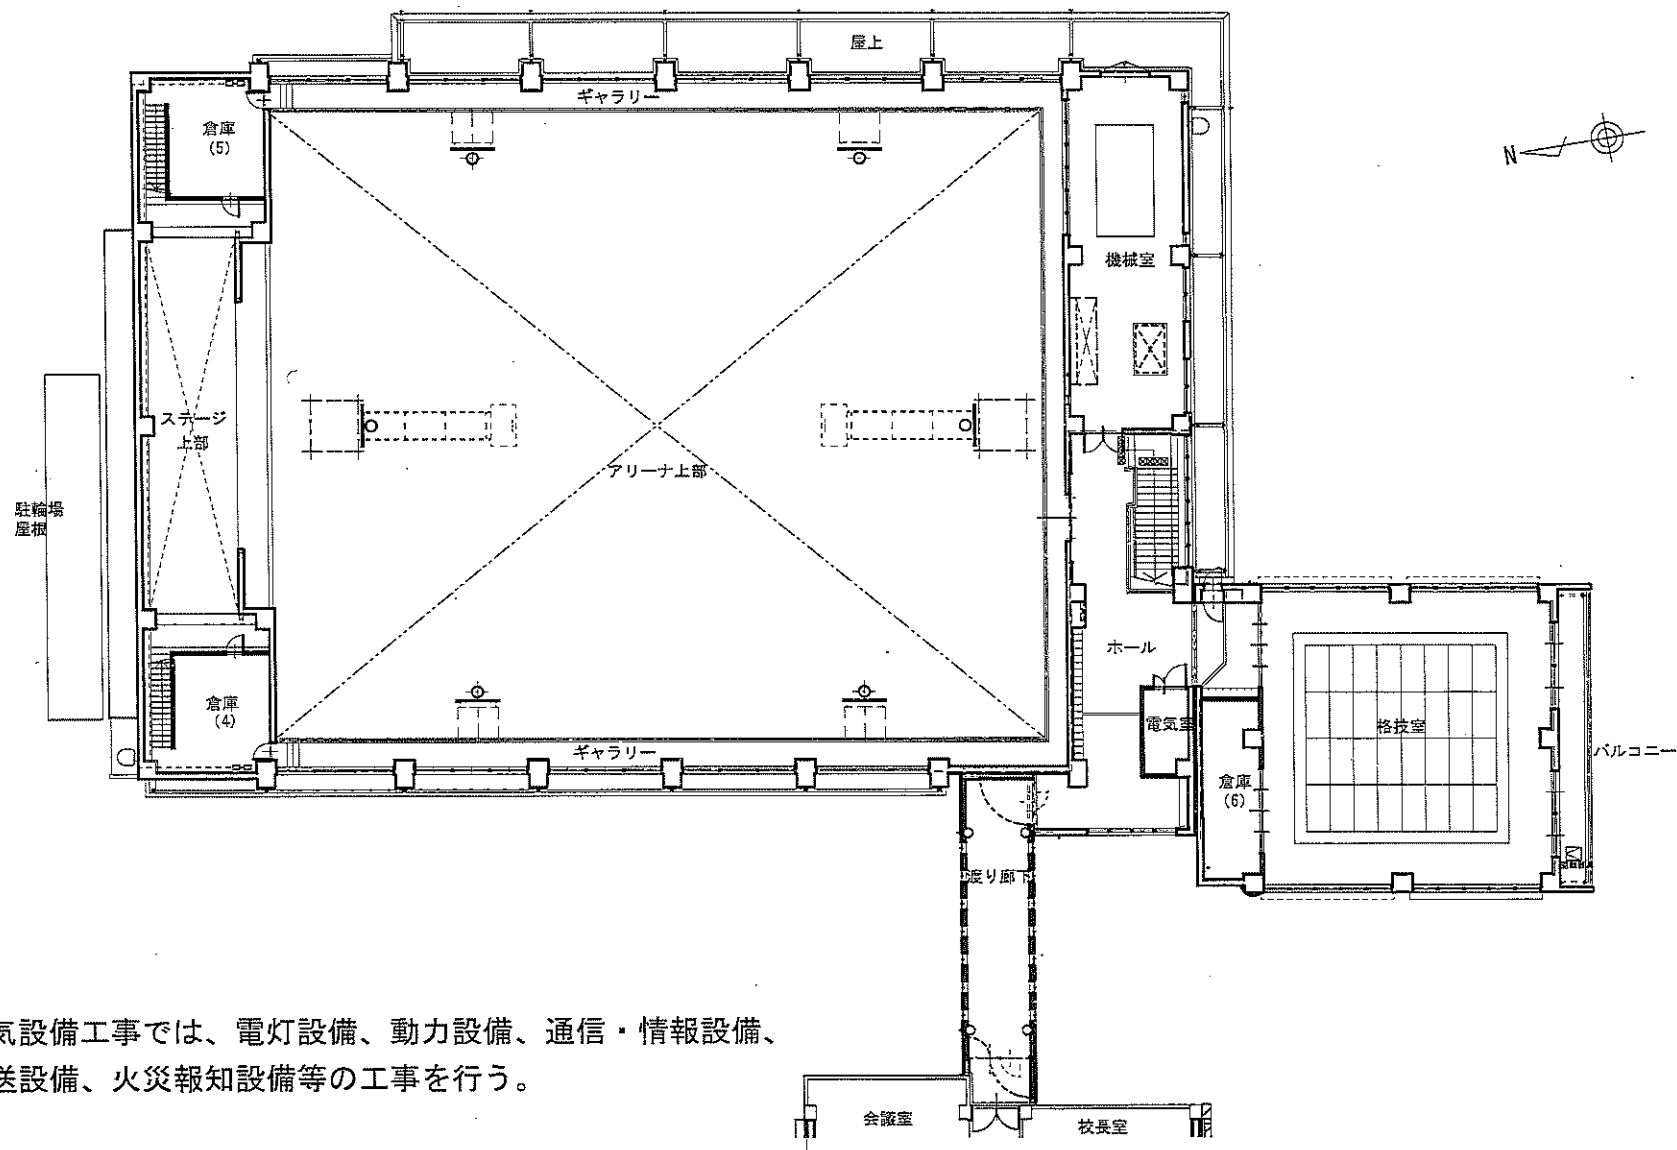 屋上
ギャラリー
倉庫
(5)
N
機械室
ステージ
上部
アリーナ上部
駐輪場
屋根
ホール
倉庫
(4)
電気室
格技室
ギャラリー
バルコニー
倉庫
(6)
渡り廊下
気設備工事では、電灯設備、動力設備、通信・情報設備、
送設備、火災報知設備等の工事を行う。
会議室
校長室